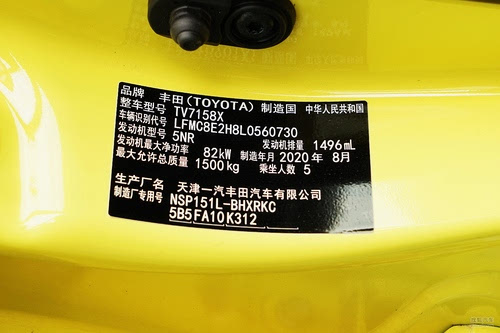 品牌 丰田(TOYOTA) 制造国 中华人民共和国
整车型号 TV7158X
车辆识别代号 LFMC8E2H8L0560730
发动机型号 5NR 发动机排量 1496mL
发动机最大净功率 82kW 制造年月 2020年 8月
最大允许总质量 1500kg 乘坐人数 5
生产厂名 天津一汽丰田汽车有限公司
制造厂专用号 NSP151L-BHXRKC
5B5FA10K312